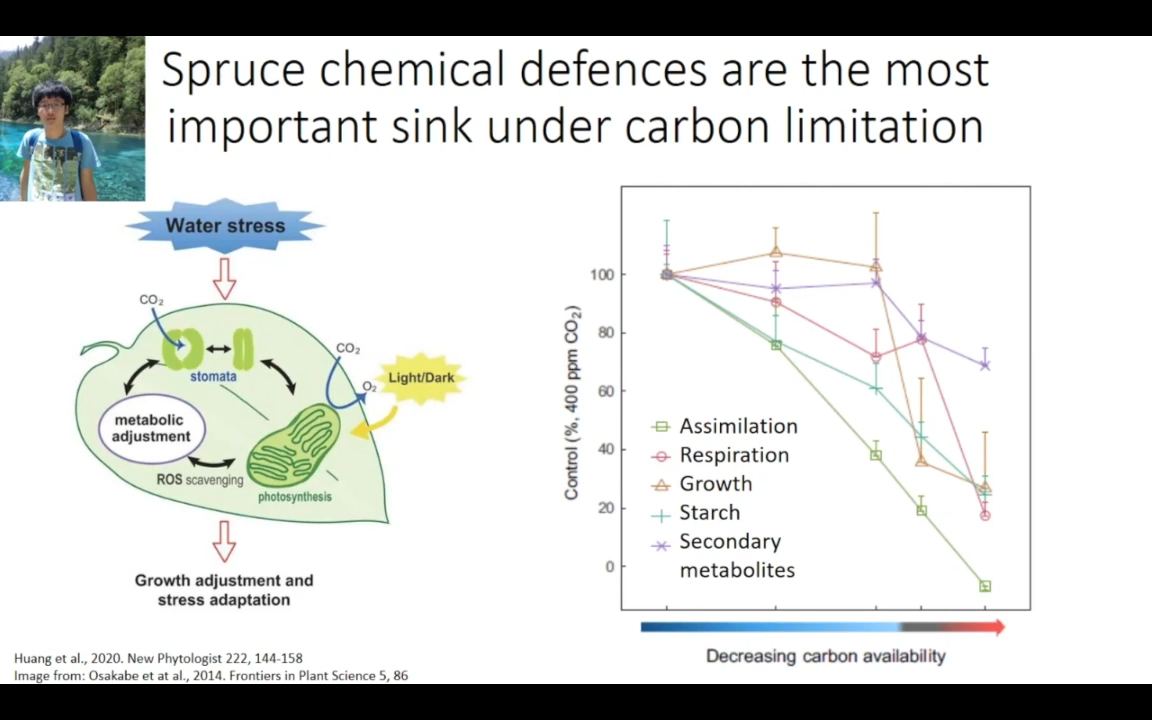 Spruce chemical defences are the most
important sink under carbon limitation
Water stress
CO2
stomata
CO2
O2
Light/Dark
metabolic
adjustment
ROS scavenging
photosynthesis
Growth adjustment and
stress adaptation
Control (%, 400 ppm CO2)
100
80
60
40
20
0
Assimilation
Respiration
Growth
Starch
Secondary
metabolites
Decreasing carbon availability
Huang et al., 2020. New Phytologist 222, 144-158
Image from: Osakabe et at al., 2014. Frontiers in Plant Science 5, 86